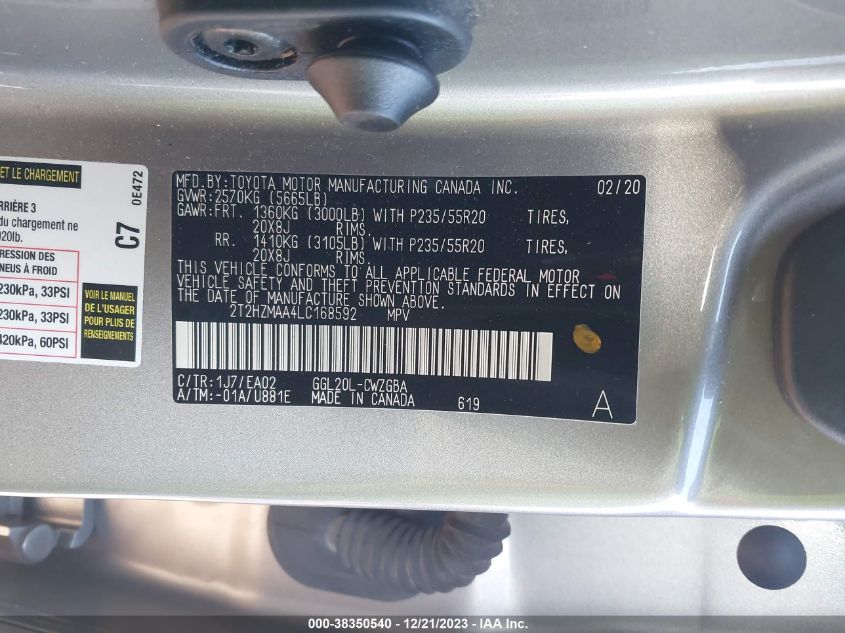 ET LE CHARGEMENT
RIÈRE 3
du chargement ne
020lb.
RESSION DES
NEUS À FROID
230kPa, 33PSI
230kPa, 33PSI
420kPa, 60PSI
VOIR LE MANUEL
DE L'USAGER
POUR PLUS DE
RENSEIGNEMENTS
C7
0E472
MFD.BY:TOYOTA MOTOR MANUFACTURING CANADA INC. 02/20
GVWR:2570KG (5665LB)
GAWR:FRT. 1360KG (3000LB) WITH P235/55R20 TIRES,
20X8J RIMS.
RR. 1410KG (3105LB) WITH P235/55R20 TIRES,
20X8J RIMS.
THIS VEHICLE CONFORMS TO ALL APPLICABLE FEDERAL MOTOR
VEHICLE SAFETY AND THEFT PREVENTION STANDARDS IN EFFECT ON
THE DATE OF MANUFACTURE SHOWN ABOVE.
2T2HZMAA4LC168592 MPV
C/TR:1J7/EA02 GGL20L-CWZGBA
A/TM:-01A/U881E MADE IN CANADA 619 A
000-38350540 - 12/21/2023 - IAA Inc.